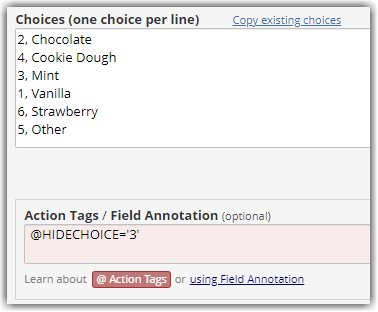 Choices (one choice per line) Copy existing choices
2, Chocolate
4, Cookie Dough
3, Mint
1, Vanilla
6, Strawberry
5, Other
Action Tags / Field Annotation (optional)
@HIDECHOICE='3'
Learn about @ Action Tags or using Field Annotation